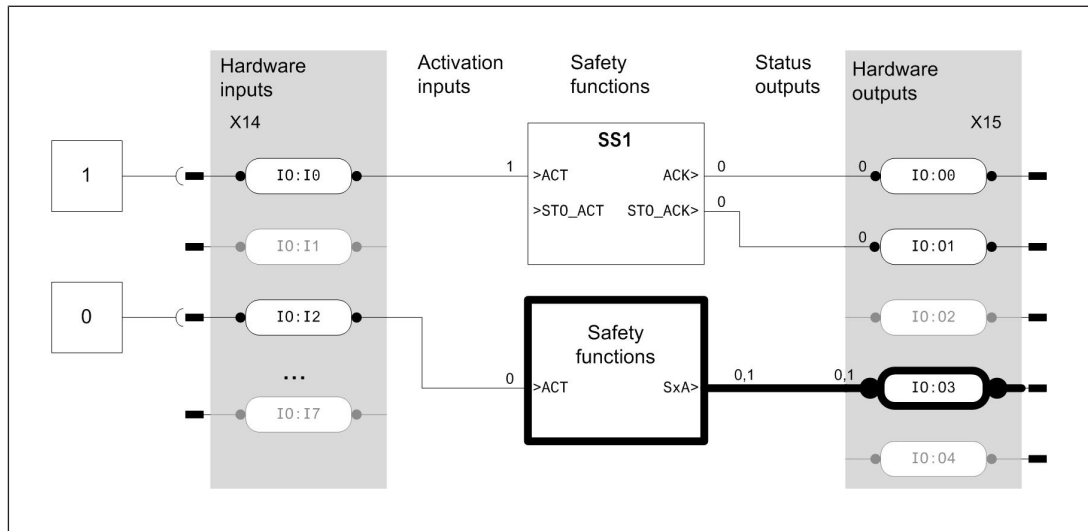 Hardware
inputs
Activation
inputs
Safety
functions
Status
outputs
Hardware
outputs
X14
X15
SS1
1
IO:I0
1
>ACT
ACK>
0
0
IO:O0
>STO_ACT
STO_ACK>
0
IO:I1
0
IO:O1
0
IO:I2
Safety
functions
IO:O2
...
0
>ACT
SxA>
0,1
0,1
IO:O3
IO:I7
IO:O4